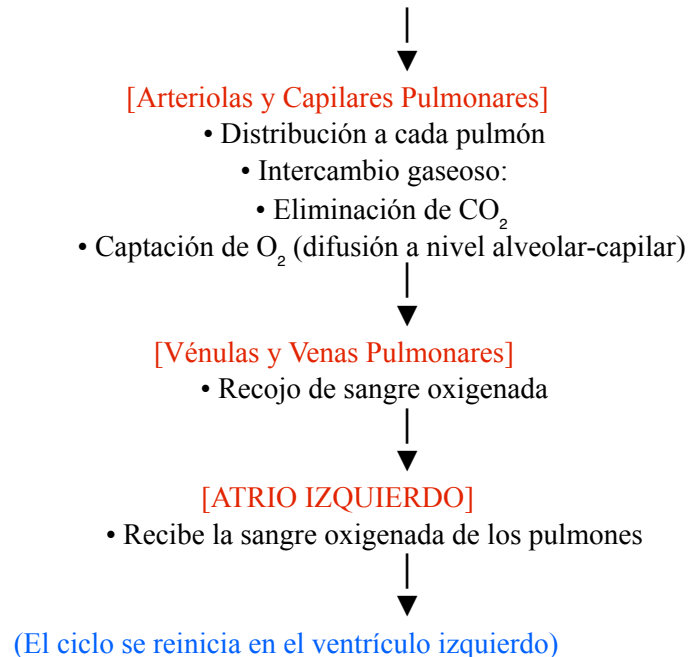 [Arteriolas y Capilares Pulmonares]
• Distribución a cada pulmón
• Intercambio gaseoso:
• Eliminación de CO₂
• Captación de O₂ (difusión a nivel alveolar-capilar)
[Vénulas y Venas Pulmonares]
• Recojo de sangre oxigenada
[ATRIO IZQUIERDO]
• Recibe la sangre oxigenada de los pulmones
(El ciclo se reinicia en el ventrículo izquierdo)